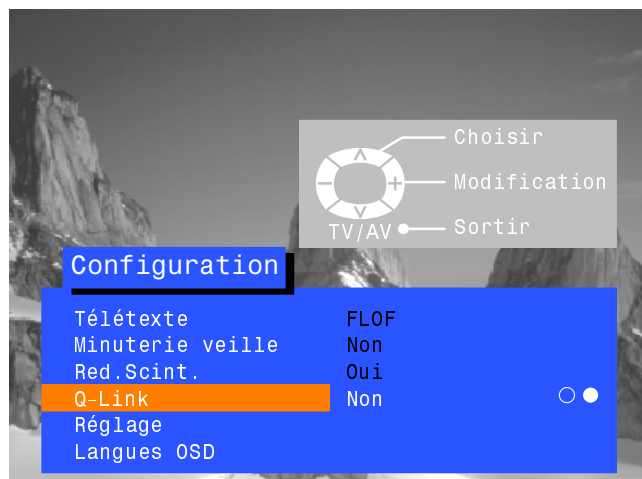 Choisir
Modification
TV/AV Sortir
Configuration
Télétexte FLOF
Minuterie veille Non
Red.Scint. Oui
Q-Link Non
Réglage
Langues OSD